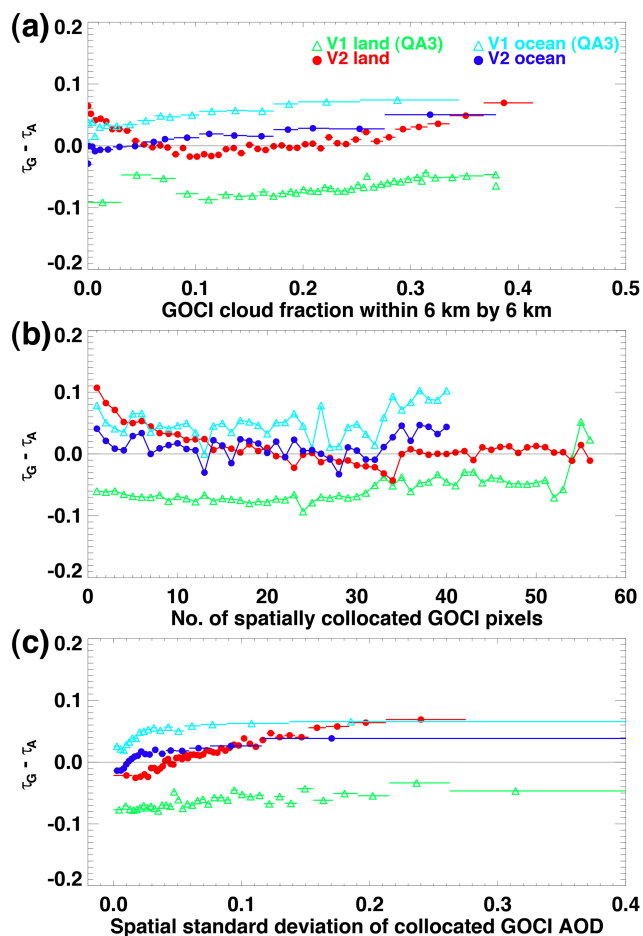 (a)
0.2
0.1
0.0
-0.1
-0.2
τG - τA
V1 land (QA3)
V1 ocean (QA3)
V2 land
V2 ocean
0.0 0.1 0.2 0.3 0.4 0.5
GOCI cloud fraction within 6 km by 6 km
(b)
0.2
0.1
0.0
-0.1
-0.2
τG - τA
0 10 20 30 40 50 60
No. of spatially collocated GOCI pixels
(c)
0.2
0.1
0.0
-0.1
-0.2
τG - τA
0.0 0.1 0.2 0.3 0.4
Spatial standard deviation of collocated GOCI AOD